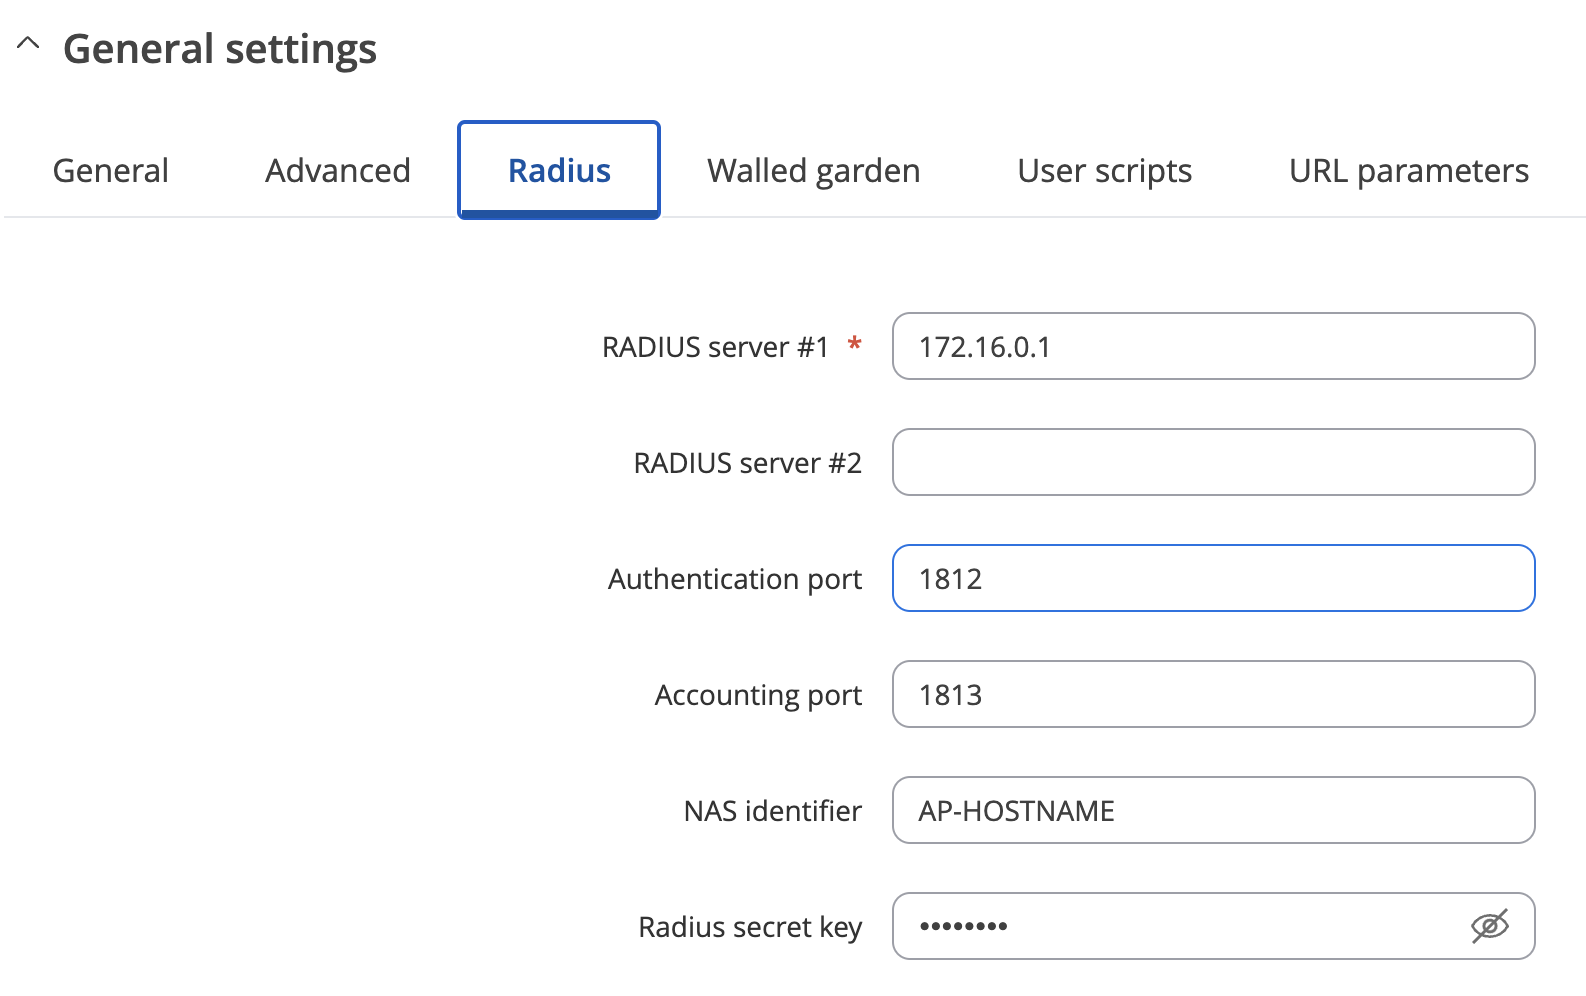 General settings
General Advanced Radius Walled garden User scripts URL parameters
RADIUS server #1 * 172.16.0.1
RADIUS server #2
Authentication port 1812
Accounting port 1813
NAS identifier AP-HOSTNAME
Radius secret key ••••••••